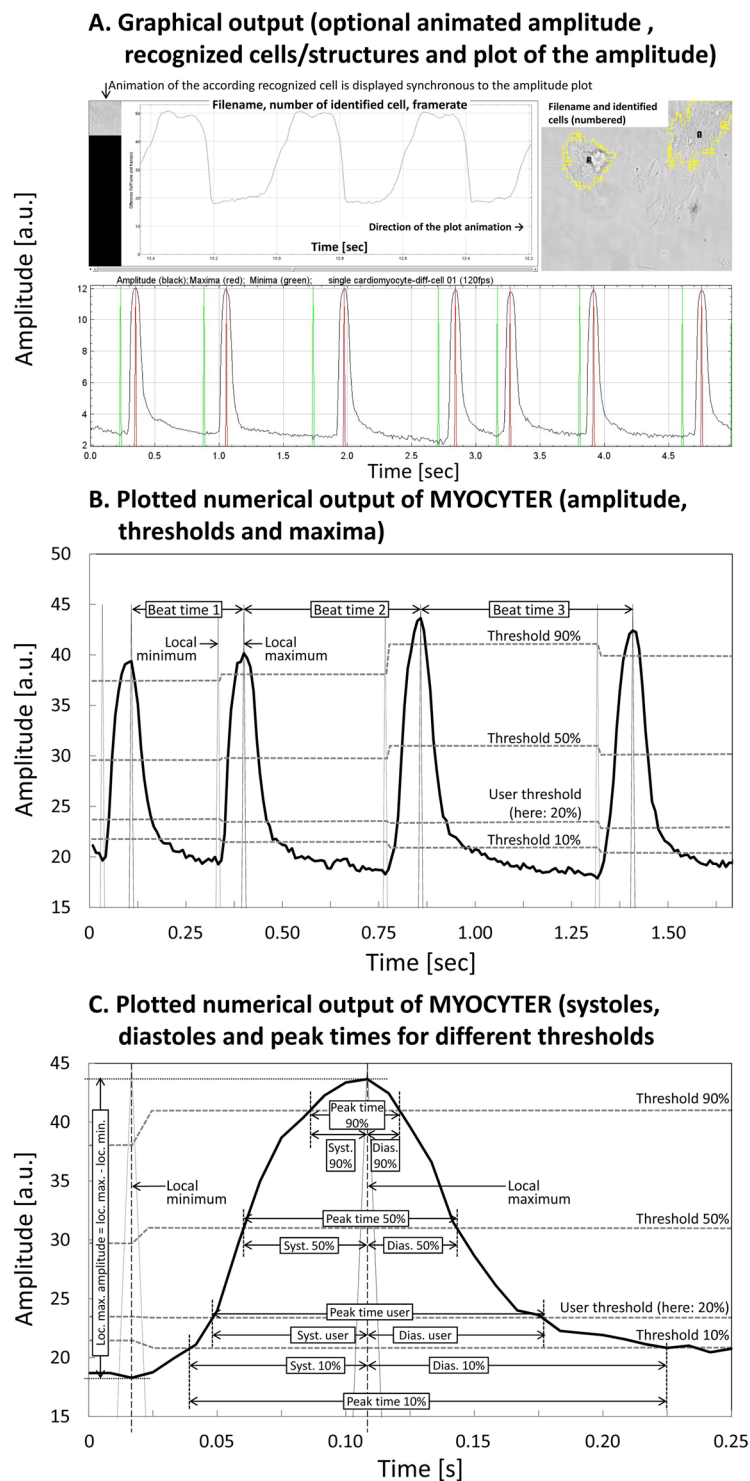 A. Graphical output (optional animated amplitude ,
recognized cells/structures and plot of the amplitude)
Animation of the according recognized cell is displayed synchronous to the amplitude plot
Filename, number of identified cell, framerate
Filename and identified
cells (numbered)
50
40
30
20
10
0
Direction of the plot animation →
Time [sec]
Amplitude [a.u.]
Amplitude (black); Maxima (red); Minima (green); single cardiomyocyte-diff-cell 01 (120fps)
12
10
8
6
4
2
0.0 0.5 1.0 1.5 2.0 2.5 3.0 3.5 4.0 4.5
Time [sec]
B. Plotted numerical output of MYOCYTER (amplitude,
thresholds and maxima)
50
45
40
35
30
25
20
15
Amplitude [a.u.]
Beat time 1
Beat time 2
Beat time 3
Local
minimum
Local
maximum
Threshold 90%
Threshold 50%
User threshold
(here: 20%)
Threshold 10%
0 0.25 0.50 0.75 1.00 1.25 1.50
Time [sec]
C. Plotted numerical output of MYOCYTER (systoles,
diastoles and peak times for different thresholds
45
40
35
30
25
20
15
Amplitude [a.u.]
Loc. max. amplitude = loc. max. - loc. min.
Threshold 90%
Peak time
90%
Syst.
90%
Dias.
90%
Local
minimum
Local
maximum
Peak time 50%
Threshold 50%
Syst. 50%
Dias. 50%
User threshold (here: 20%)
Peak time user
Syst. user
Dias. user
Threshold 10%
Syst. 10%
Dias. 10%
Peak time 10%
0 0.05 0.10 0.15 0.20 0.25
Time [s]